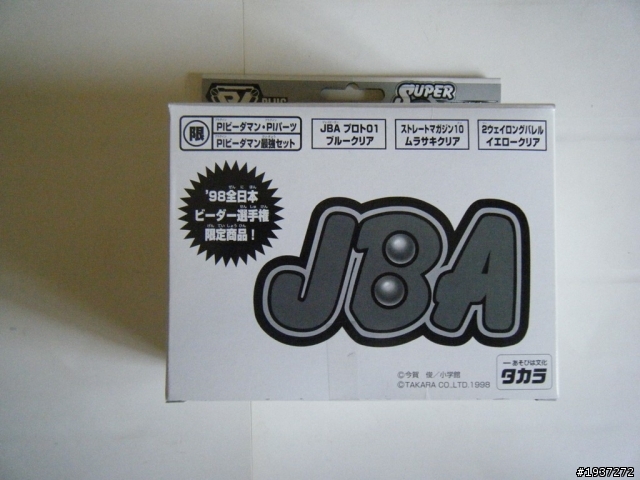 PI PLUS SUPER
限 PIビーダマン・PIパーツ
PIビーダマン最強セット
JBA プロト01
ブルークリア
ストレートマガジン10
ムラサキクリア
2ウェイロングバレル
イエロークリア
'98全日本
ビーダー選手権
限定商品!
JBA
あそびは文化
タカラ
©今賀 俊/小学館
©TAKARA CO.,LTD.1998
#1937272